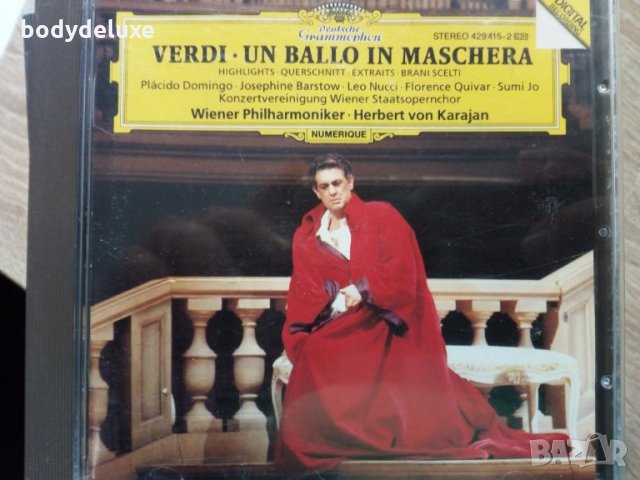 bodydeluxe
Deutsche
Grammophon
STEREO 429 415-2
DIGITAL
VERDI · UN BALLO IN MASCHERA
HIGHLIGHTS · QUERSCHNITT · EXTRAITS · BRANI SCELTI
Plácido Domingo · Josephine Barstow · Leo Nucci · Florence Quivar · Sumi Jo
Konzertvereinigung Wiener Staatsopernchor
Wiener Philharmoniker · Herbert von Karajan
NUMERIQUE
BAZAR